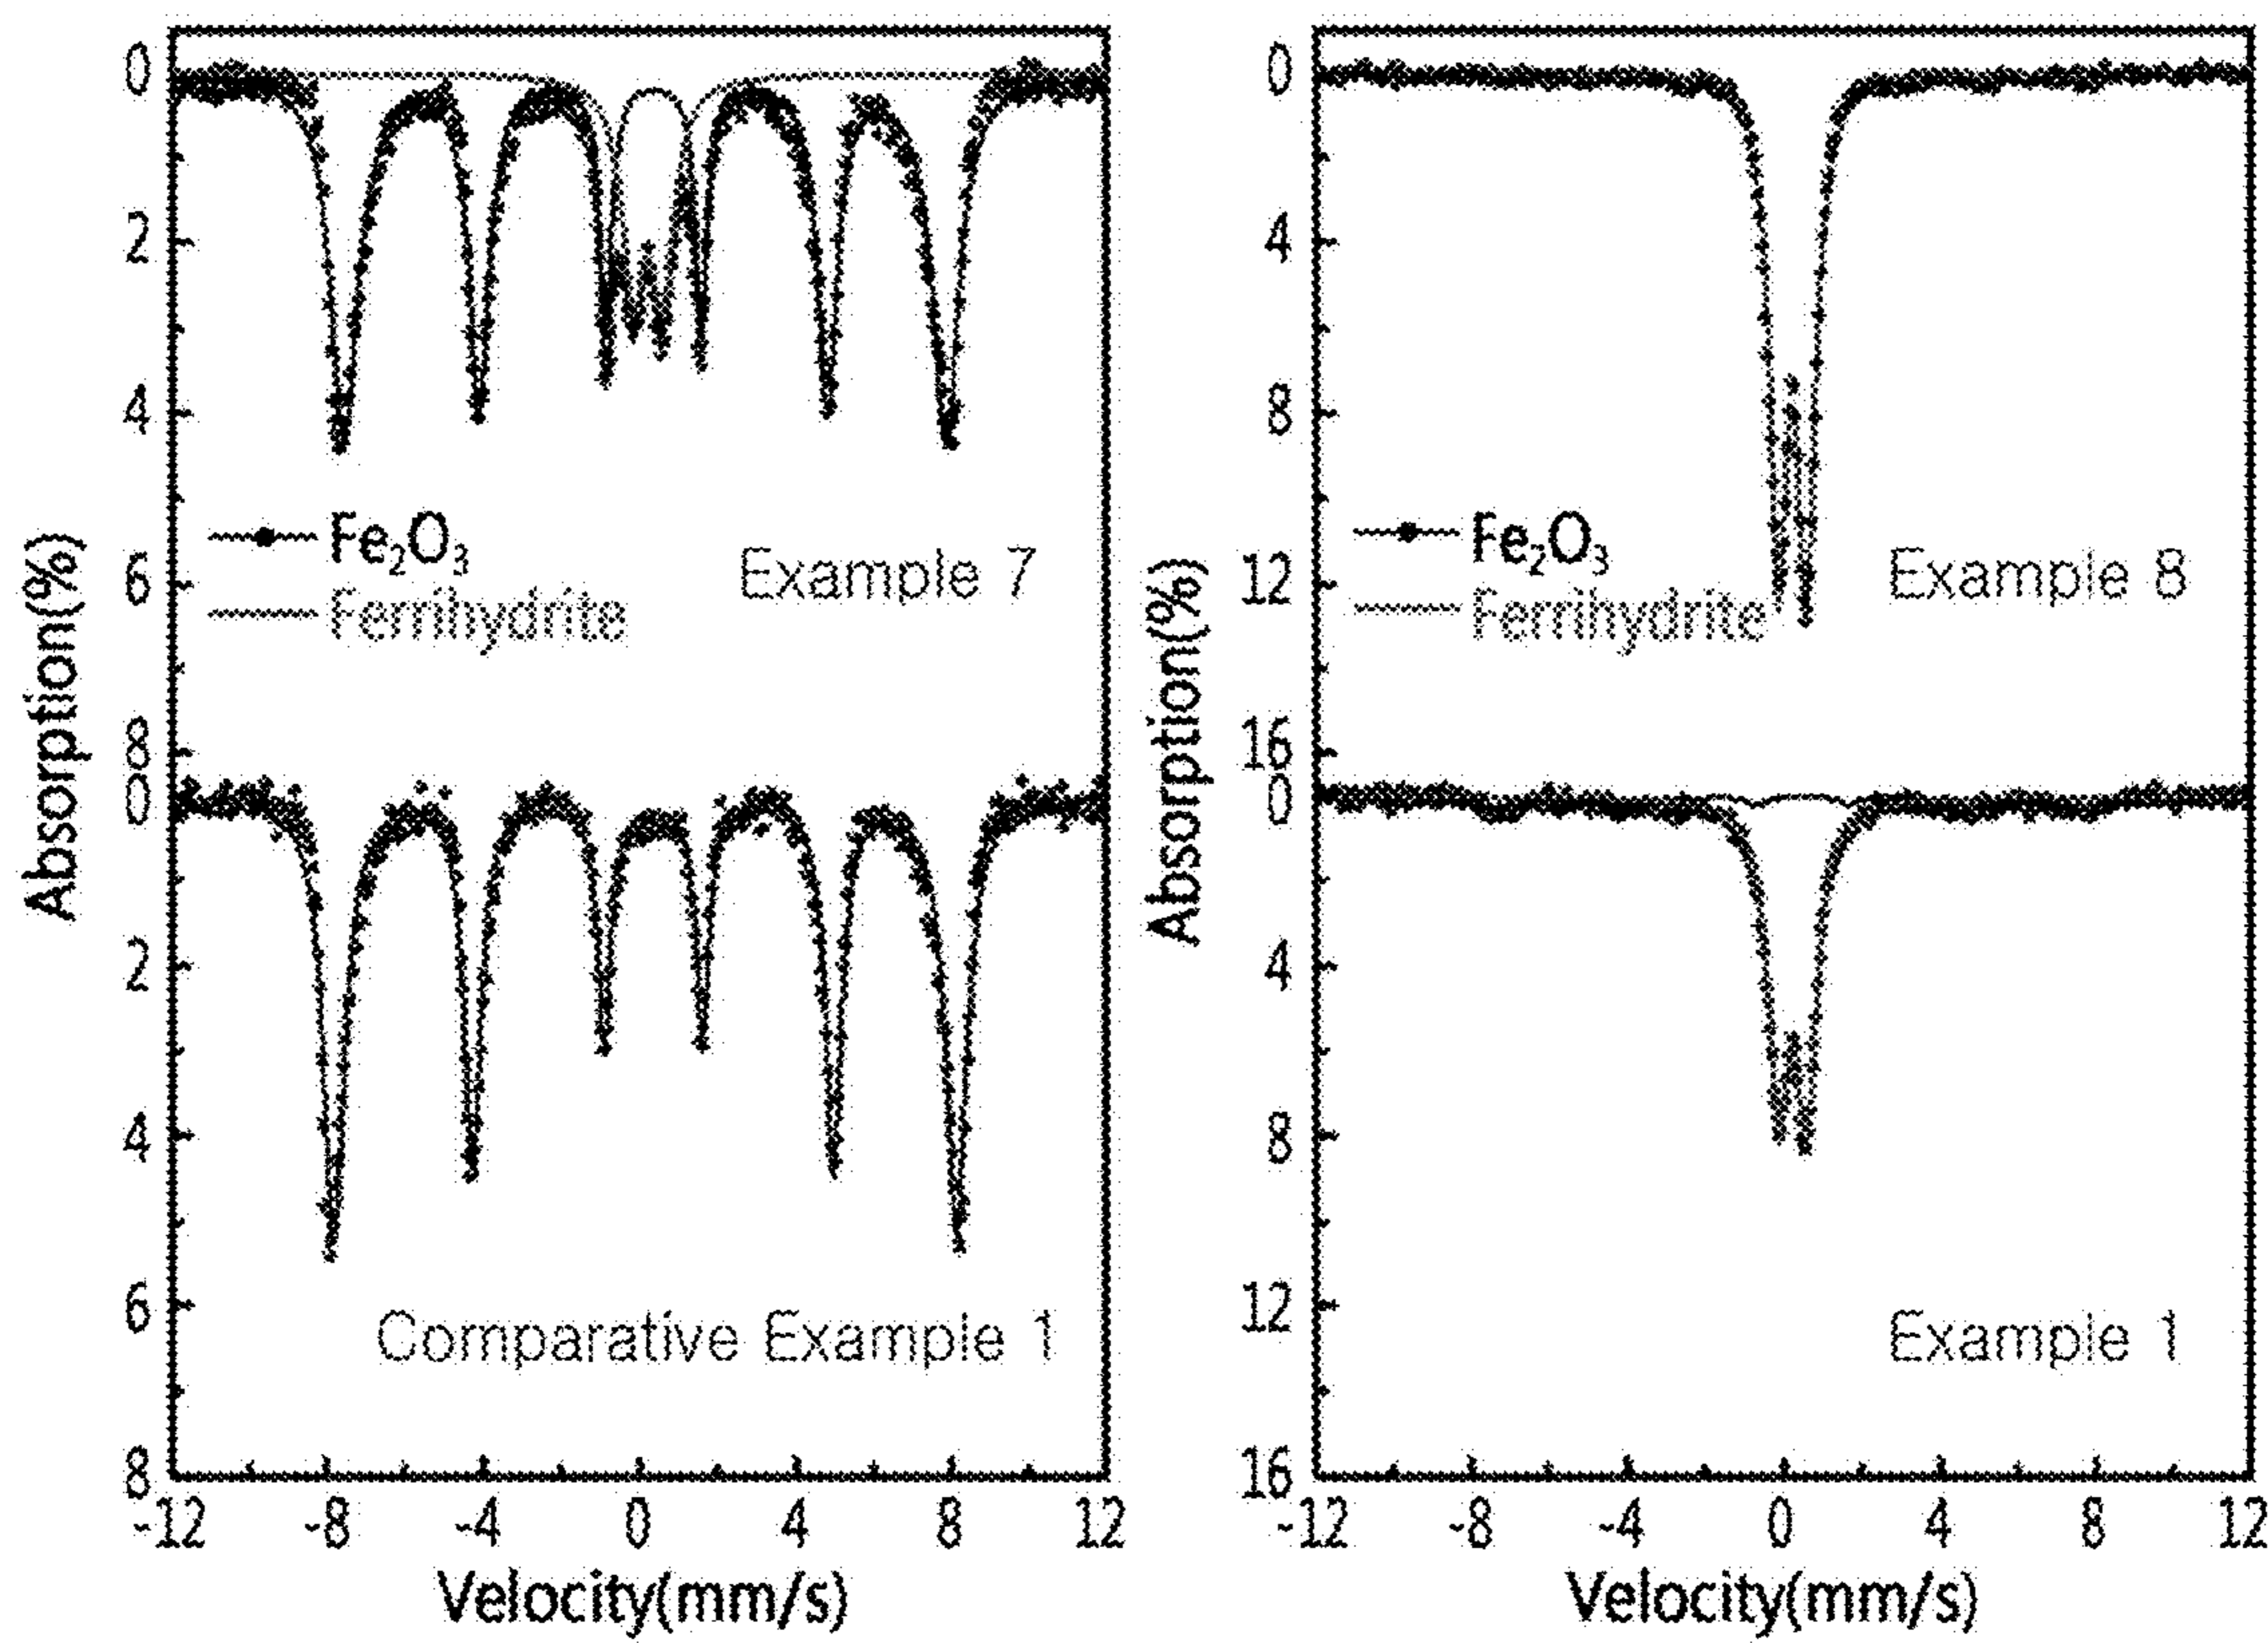 Absorption(%)
0
2
4
6
8
Fe₂O₃
Ferrihydrite
Example 7
0
2
4
6
8
Comparative Example 1
-12 -8 -4 0 4 8 12
Velocity(mm/s)
Absorption(%)
0
4
8
12
16
Fe₂O₃
Ferrihydrite
Example 8
0
4
8
12
16
Example 1
-12 -8 -4 0 4 8 12
Velocity(mm/s)